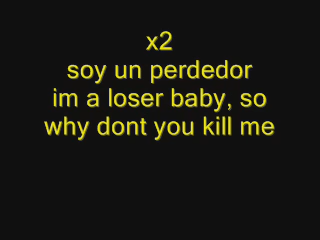 x2
soy un perdedor
im a loser baby, so
why dont you kill me